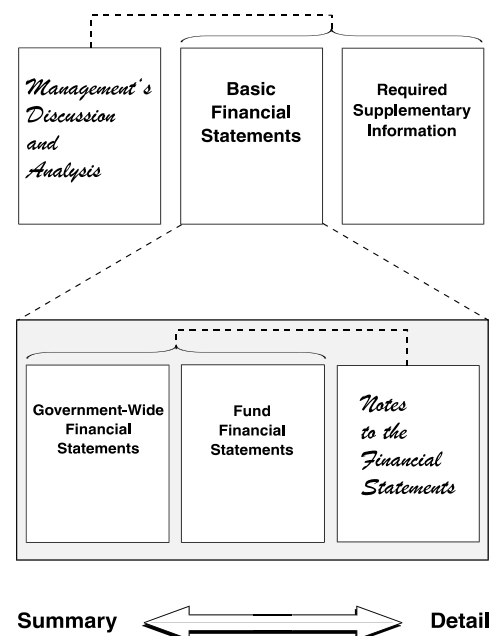 Management's
Discussion
and
Analysis
Basic
Financial
Statements
Required
Supplementary
Information
Government-Wide
Financial
Statements
Fund
Financial
Statements
Notes
to the
Financial
Statements
Summary
Detail